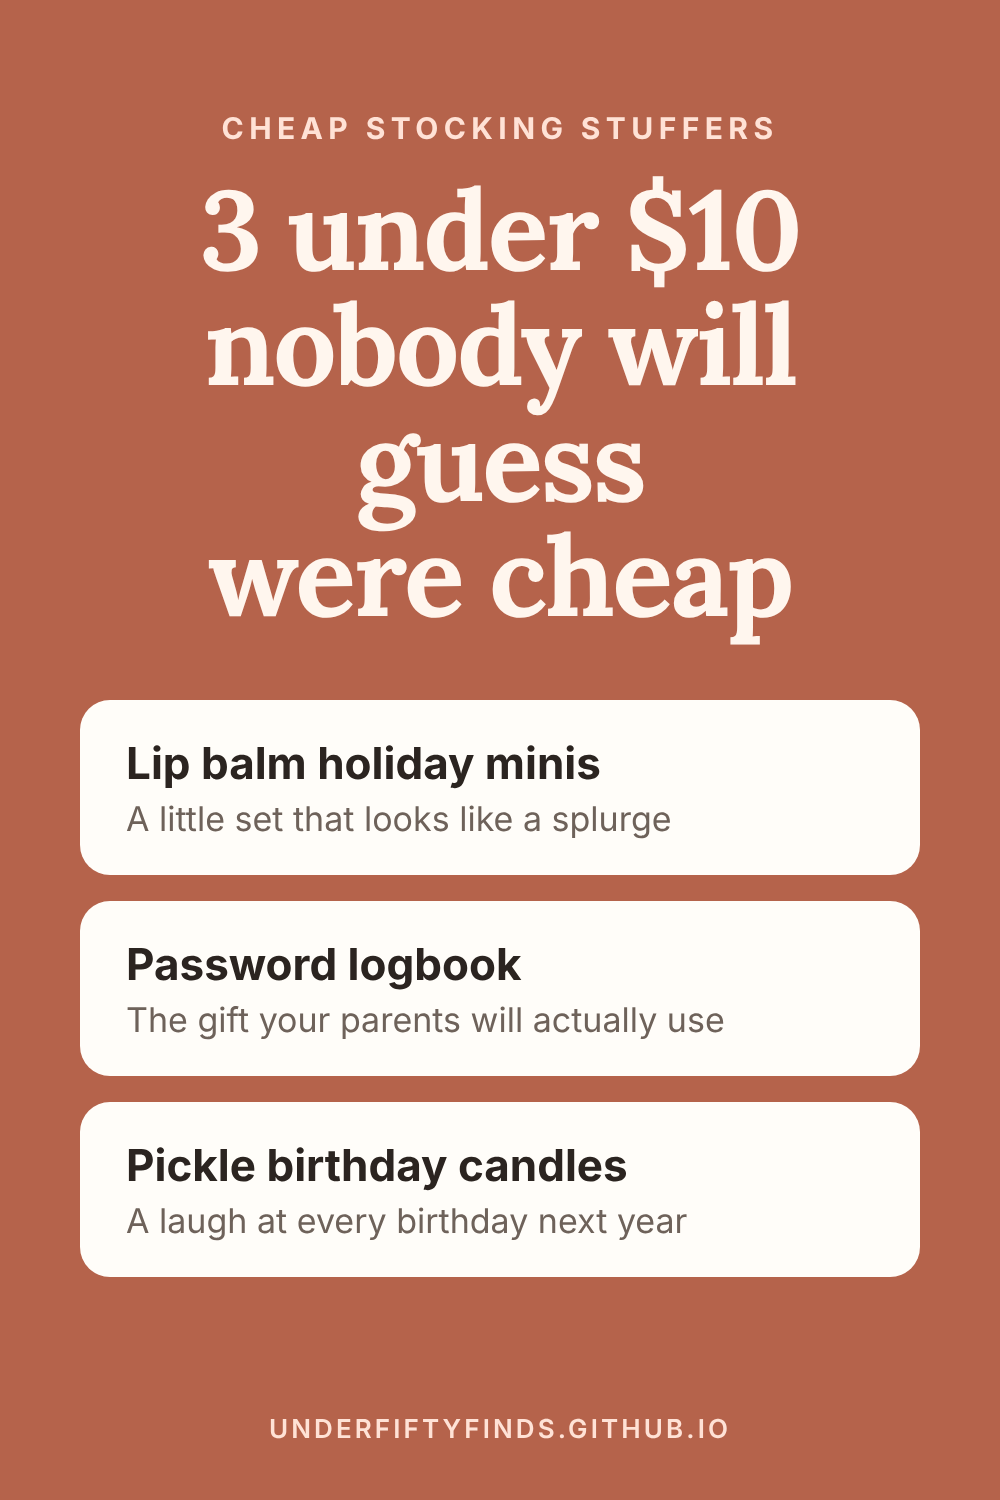 CHEAP STOCKING STUFFERS
3 under $10
nobody will
guess
were cheap
Lip balm holiday minis
A little set that looks like a splurge
Password logbook
The gift your parents will actually use
Pickle birthday candles
A laugh at every birthday next year
UNDERFIFTYFINDS.GITHUB.IO